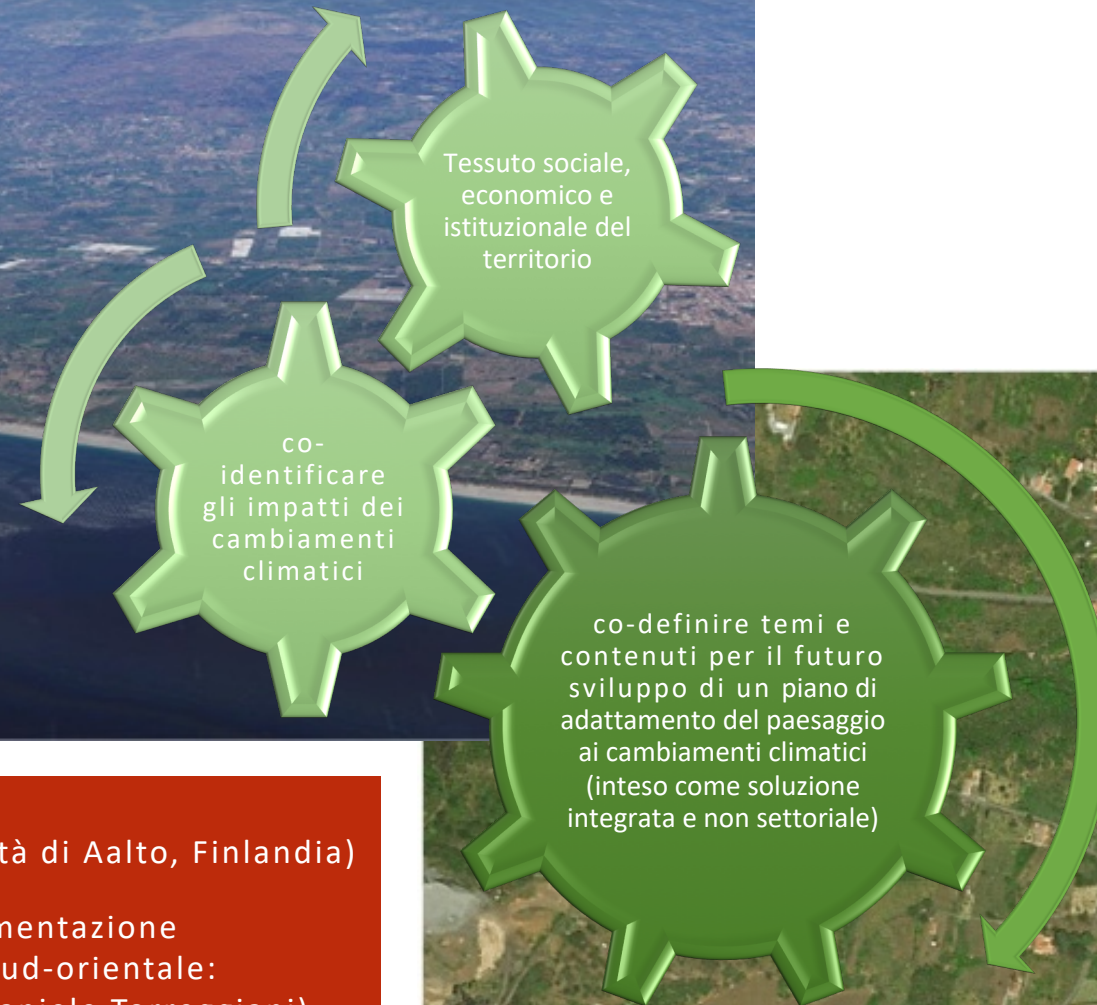 Tessuto sociale,
economico e
istituzionale del
territorio
co-
identificare
gli impatti dei
cambiamenti
climatici
co-definire temi e
contenuti per il futuro
sviluppo di un piano di
adattamento del paesaggio
ai cambiamenti climatici
(inteso come soluzione
integrata e non settoriale)
di Aalto, Finlandia)